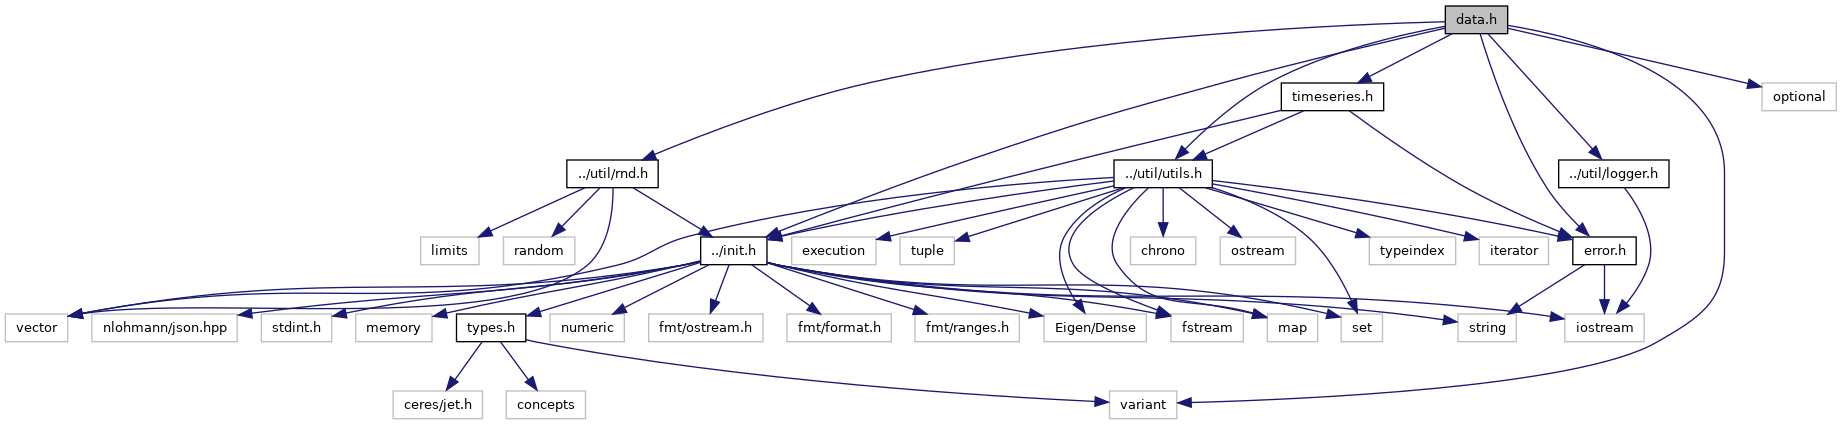 data.h
timeseries.h
optional
../util/rnd.h
../util/utils.h
../util/logger.h
limits
random
../init.h
execution
tuple
chrono
ostream
typeindex
iterator
error.h
vector
nlohmann/json.hpp
stdint.h
memory
types.h
numeric
fmt/ostream.h
fmt/format.h
fmt/ranges.h
Eigen/Dense
fstream
map
set
string
iostream
ceres/jet.h
concepts
variant